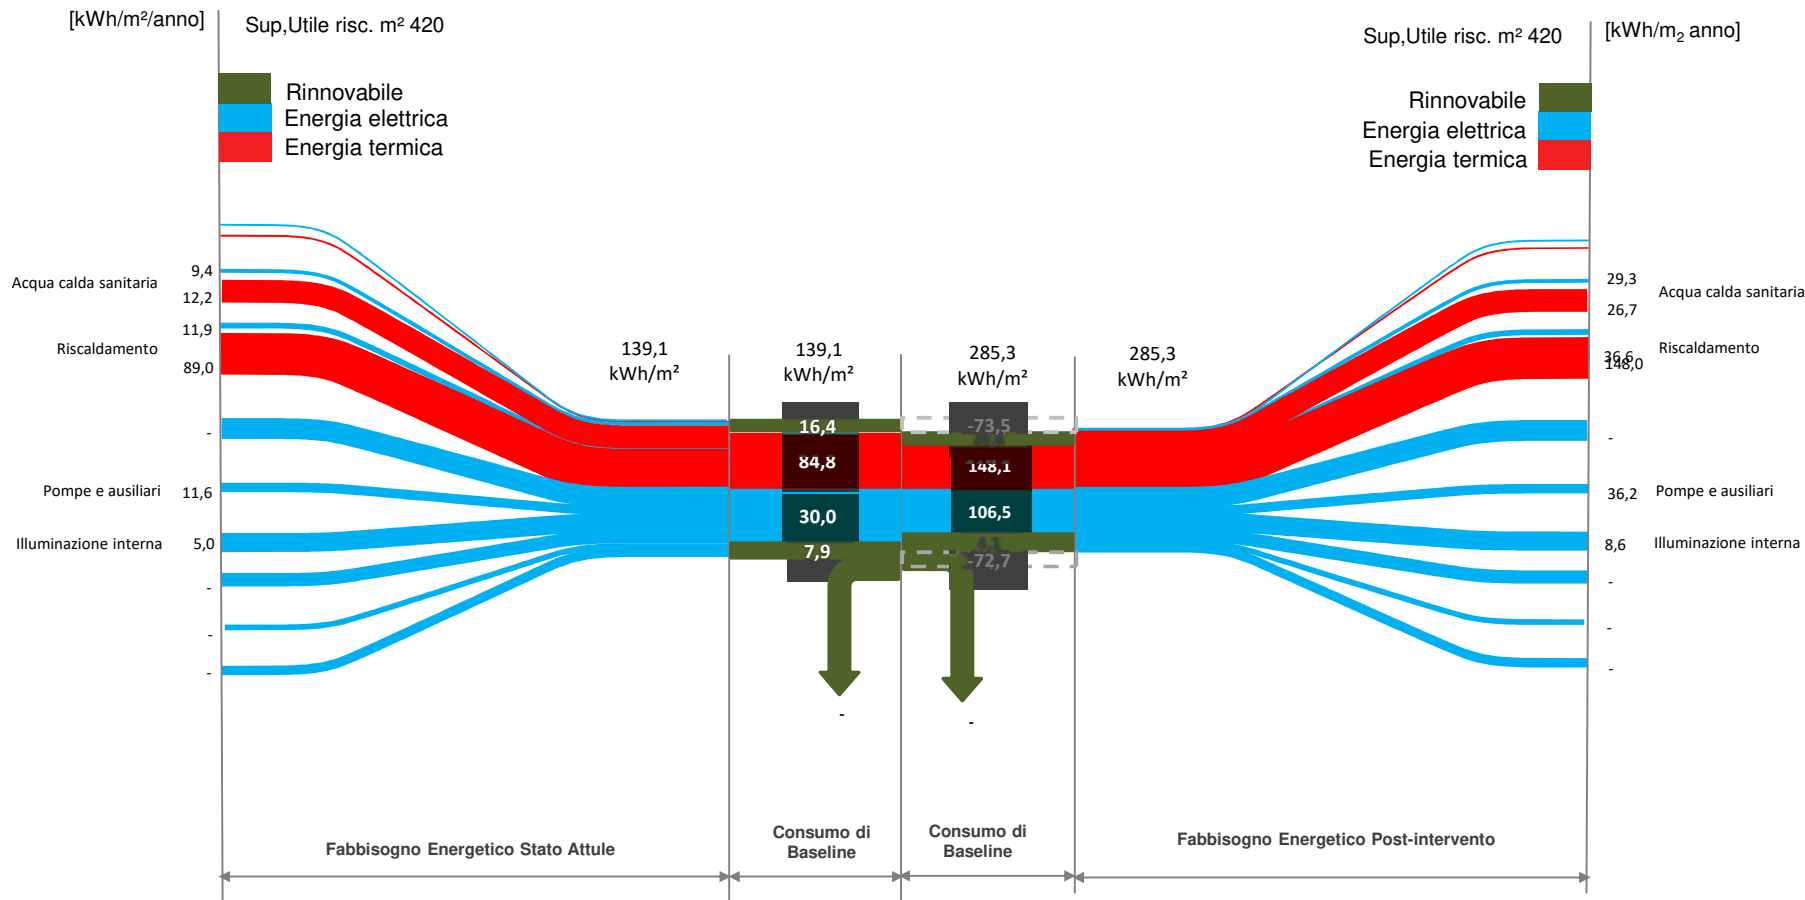 [kWh/m²/anno]
Sup,Utile risc. m² 420
Sup,Utile risc. m² 420
[kWh/m₂ anno]
Rinnovabile
Energia elettrica
Energia termica
Rinnovabile
Energia elettrica
Energia termica
Acqua calda sanitaria
9,4
12,2
11,9
Riscaldamento
89,0
-
Pompe e ausiliari
11,6
Illuminazione interna
5,0
-
-
-
139,1
kWh/m²
139,1
kWh/m²
285,3
kWh/m²
285,3
kWh/m²
16,4
84,8
30,0
7,9
-
-73,5
148,1
106,5
-72,7
-
29,3
Acqua calda sanitaria
26,7
36,6
Riscaldamento
148,0
-
36,2
Pompe e ausiliari
8,6
Illuminazione interna
-
-
-
Fabbisogno Energetico Stato Attule
Consumo di
Baseline
Consumo di
Baseline
Fabbisogno Energetico Post-intervento